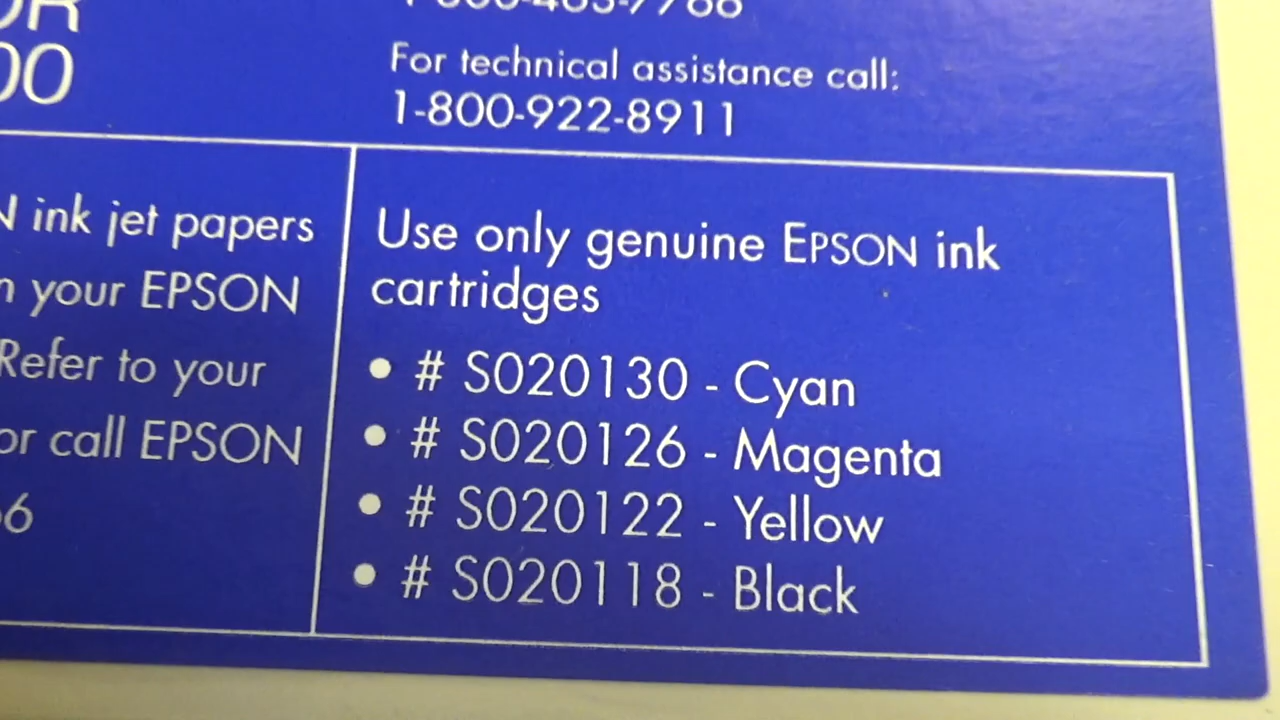 00
For technical assistance call:
1-800-922-8911
ink jet papers
your EPSON
Refer to your
or call EPSON
Use only genuine EPSON ink
cartridges
• # S020130 - Cyan
• # S020126 - Magenta
• # S020122 - Yellow
• # S020118 - Black